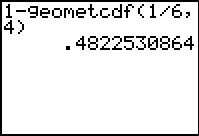 1-geometcdf(1/6,
4)
.4822530864